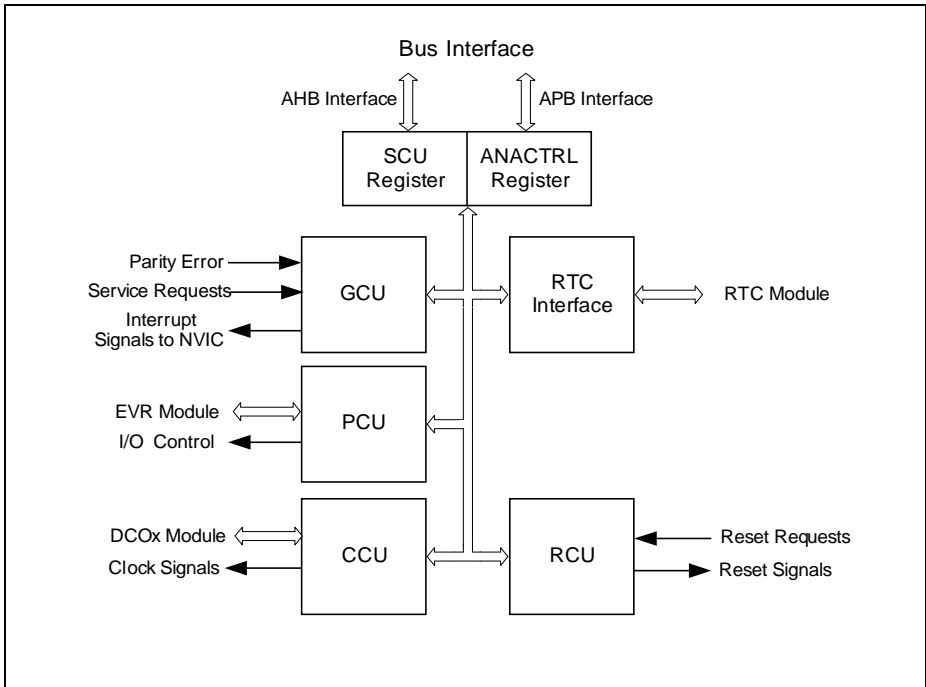 Bus Interface
AHB Interface
APB Interface
SCU
Register
ANACTRL
Register
Parity Error
Service Requests
Interrupt
Signals to NVIC
GCU
RTC
Interface
RTC Module
EVR Module
I/O Control
PCU
DCOx Module
Clock Signals
CCU
RCU
Reset Requests
Reset Signals